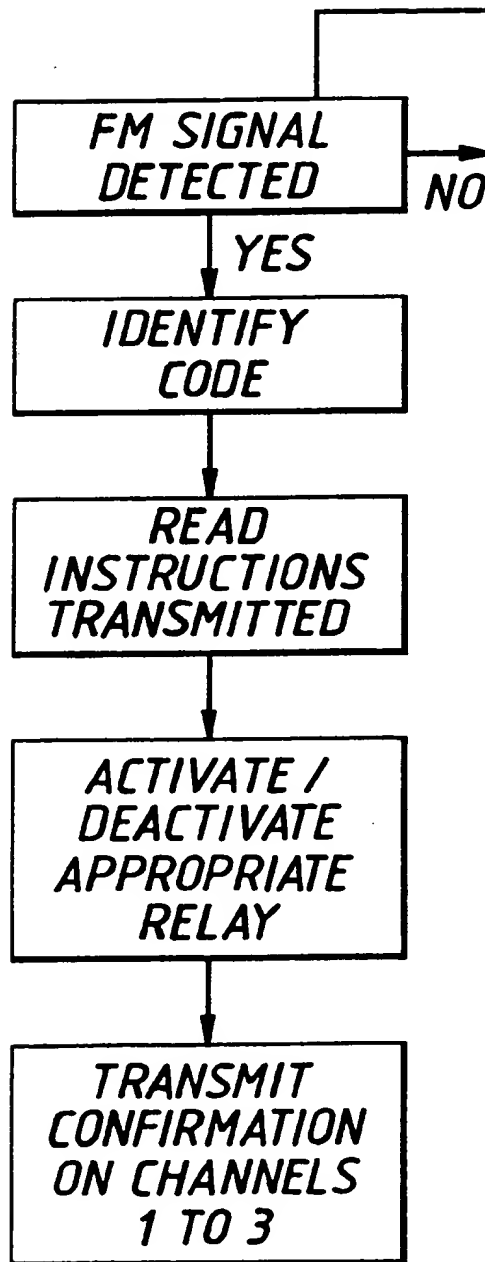 FM SIGNAL
DETECTED
NO
YES
IDENTIFY
CODE
READ
INSTRUCTIONS
TRANSMITTED
ACTIVATE /
DEACTIVATE
APPROPRIATE
RELAY
TRANSMIT
CONFIRMATION
ON CHANNELS
1 TO 3